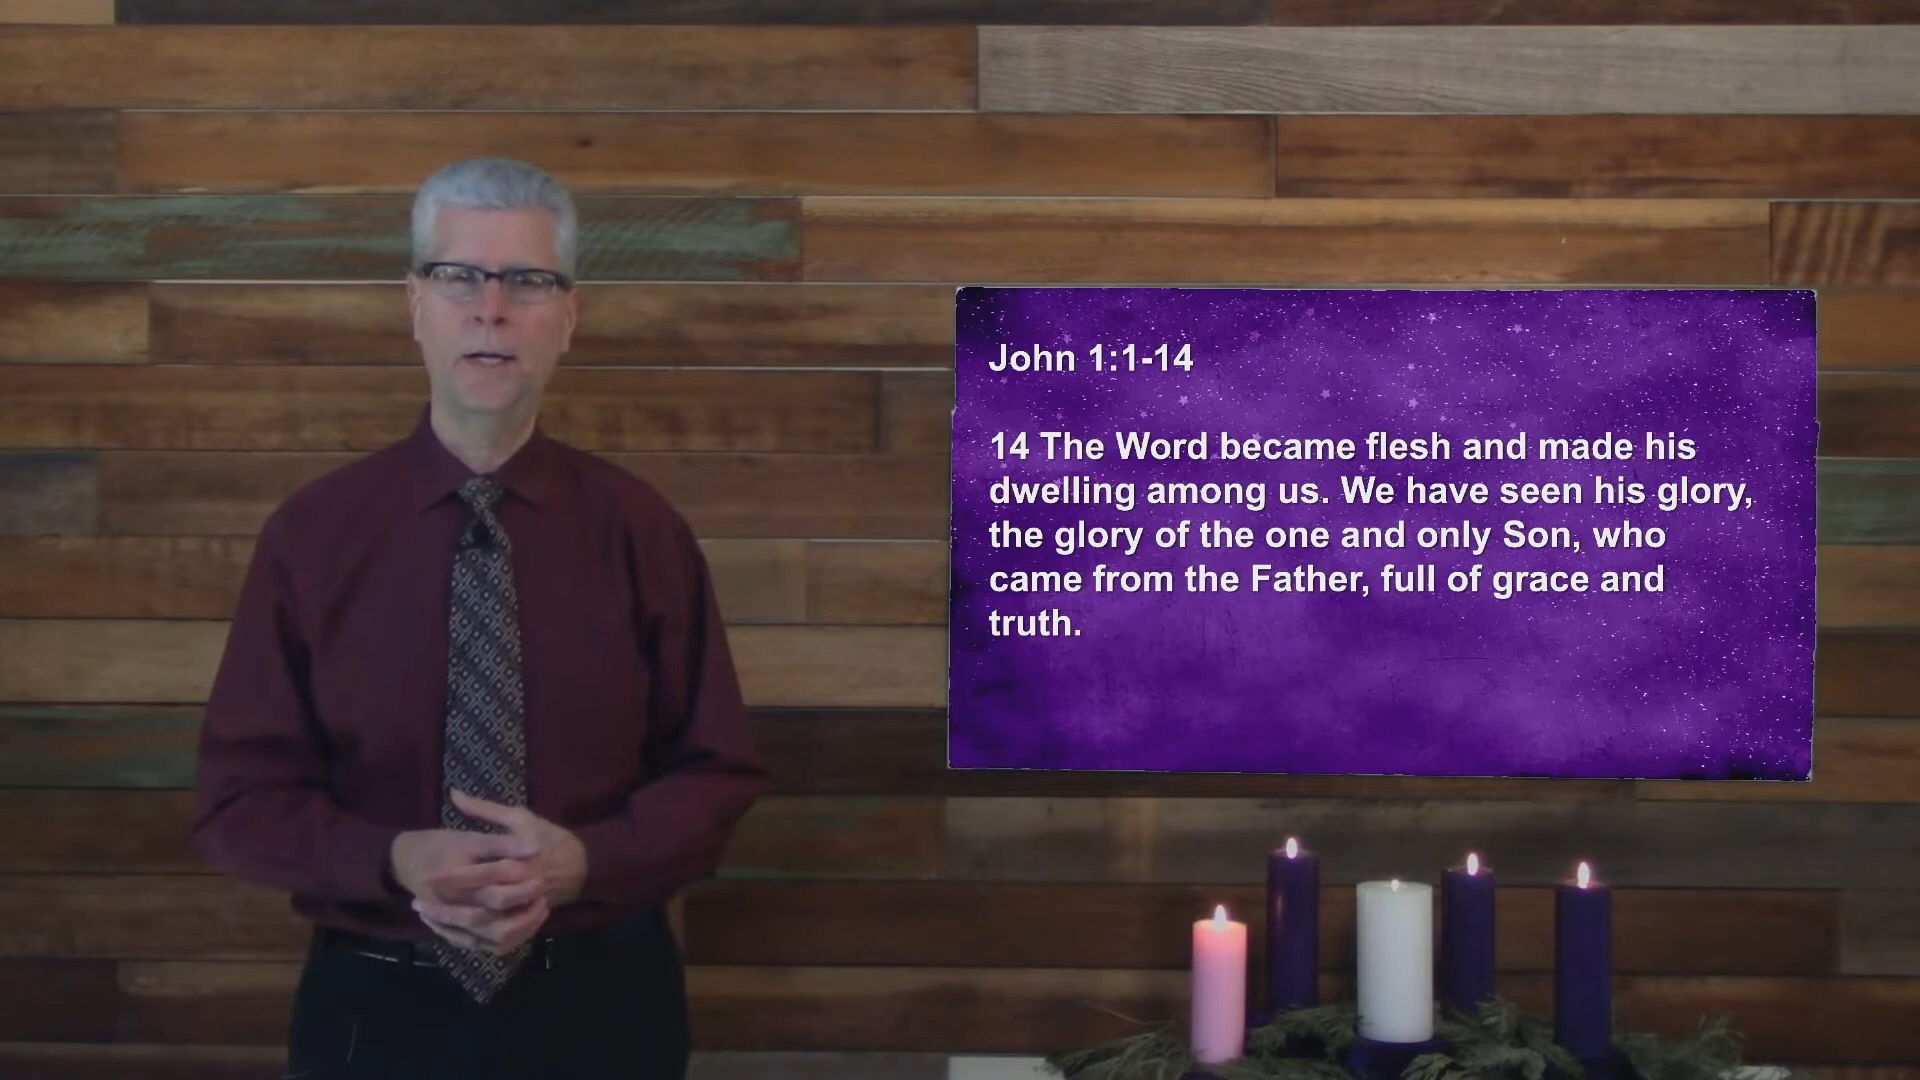 John 1:1-14
14 The Word became flesh and made his
dwelling among us. We have seen his glory,
the glory of the one and only Son, who
came from the Father, full of grace and
truth.